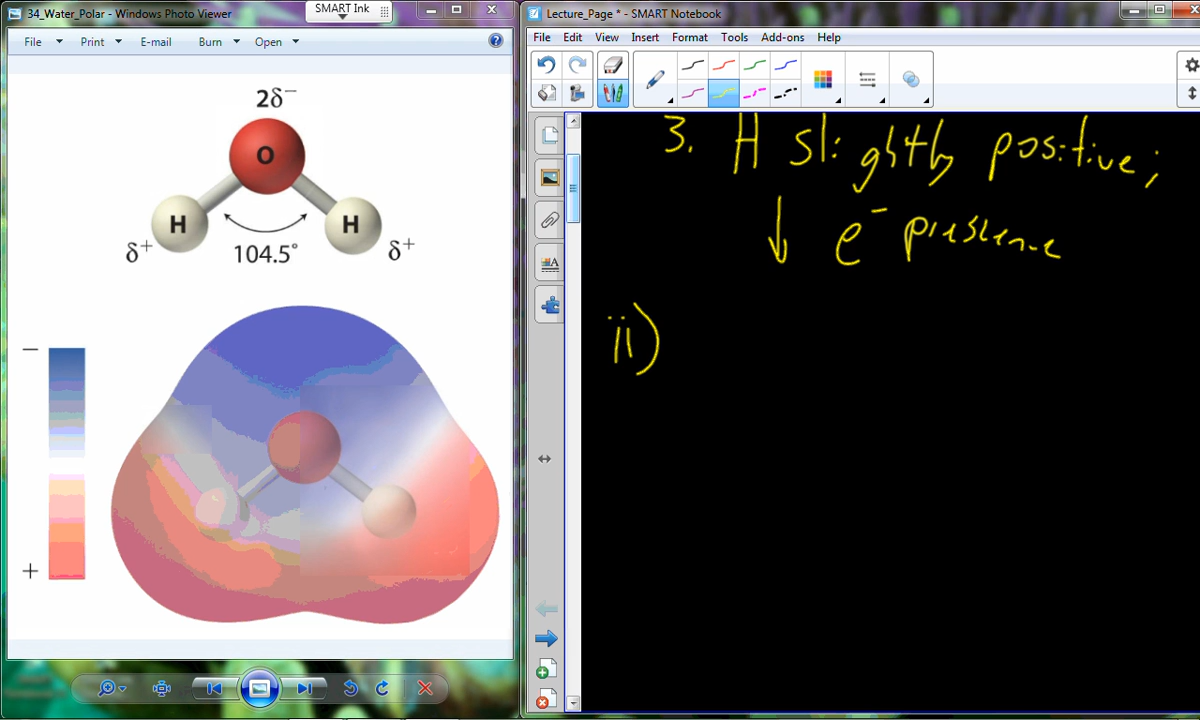 34_Water_Polar - Windows Photo Viewer
SMART Ink
File Print E-mail Burn Open
2δ⁻
O
H H
δ⁺ 104.5° δ⁺
−
+
Lecture_Page * - SMART Notebook
File Edit View Insert Format Tools Add-ons Help
3. H slightly positive;
↓ e⁻ presence
ii)